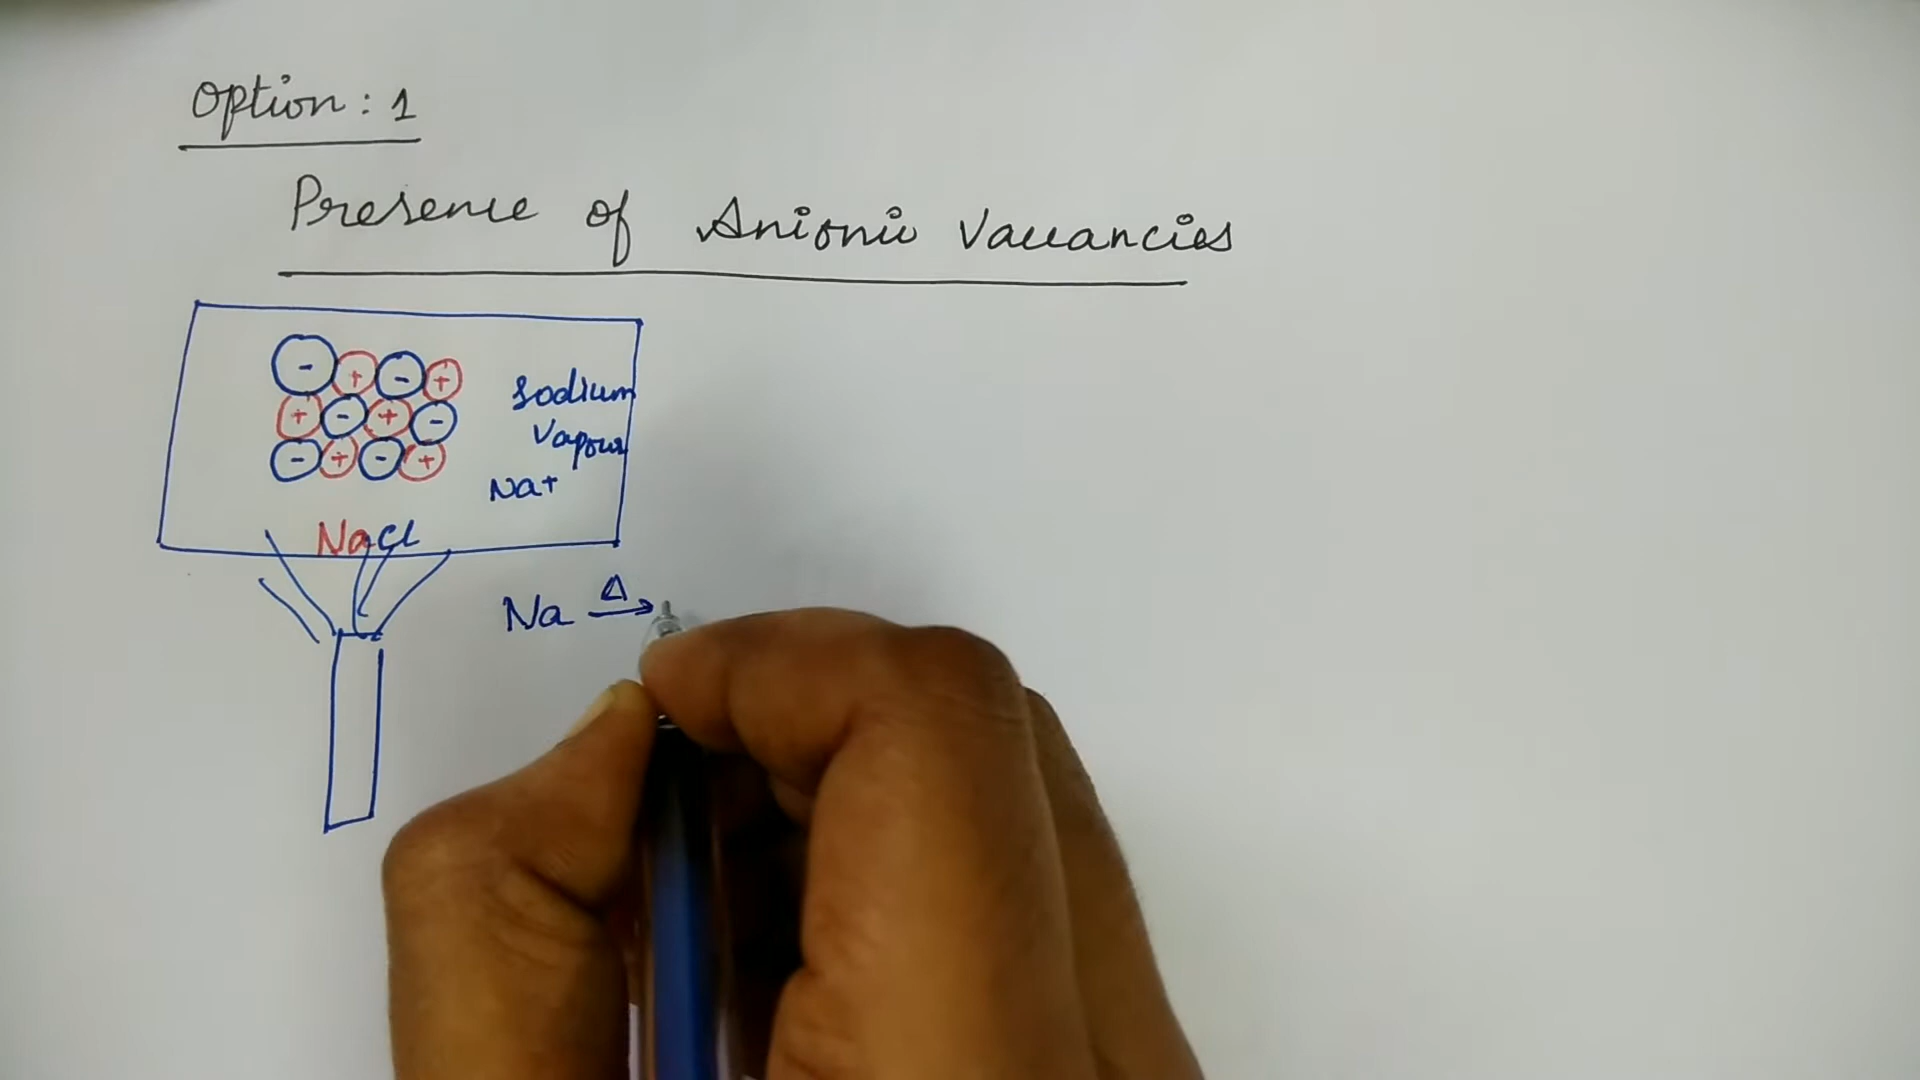 Option : 1
Presence of Anionic Vacancies
- + - +
+ - + -
- + - +
Sodium
Vapour
Na+
NaCl
Na Δ→